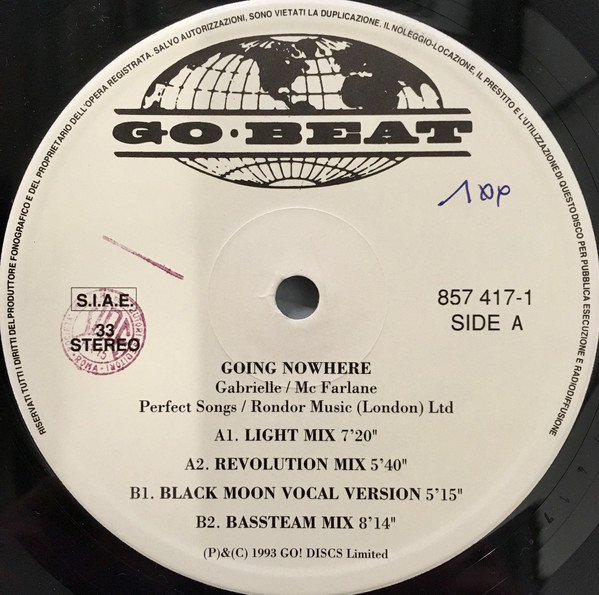 RISERVATI TUTTI I DIRITTI DEL PRODUTTORE FONOGRAFICO E DEL PROPRIETARIO DELL'OPERA REGISTRATA. SALVO AUTORIZZAZIONI, SONO VIETATI LA DUPLICAZIONE, IL NOLEGGIO-LOCAZIONE, IL PRESTITO E L'UTILIZZAZIONE DI QUESTO DISCO PER PUBBLICA ESECUZIONE E RADIODIFFUSIONE
GO·BEAT
S.I.A.E.
33
STEREO
ROMA
857 417-1
SIDE A
GOING NOWHERE
Gabrielle / Mc Farlane
Perfect Songs / Rondor Music (London) Ltd
A1. LIGHT MIX 7'20"
A2. REVOLUTION MIX 5'40"
B1. BLACK MOON VOCAL VERSION 5'15"
B2. BASSTEAM MIX 8'14"
(P)&(C) 1993 GO! DISCS Limited